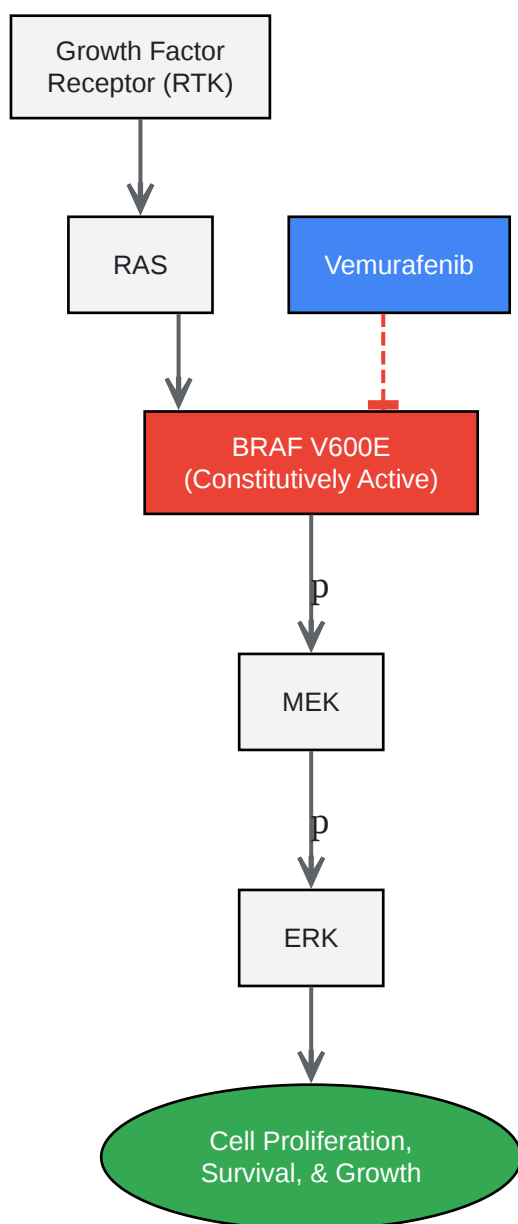 Growth Factor
Receptor (RTK)
RAS
Vemurafenib
BRAF V600E
(Constitutively Active)
p
MEK
p
ERK
Cell Proliferation,
Survival, & Growth